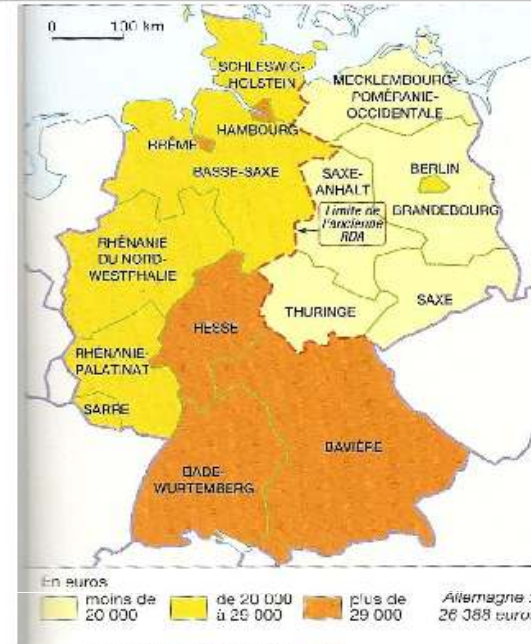 0 100 km
SCHLESWIG-
HOLSTEIN
MECKLEMBOURG-
POMÉRANIE-
OCCIDENTALE
HAMBOURG
BRÊME
BASSE-SAXE
SAXE-
ANHALT
BERLIN
BRANDEBOURG
Limite de
l'ancienne
RDA
RHÉNANIE
DU NORD-
WESTPHALIE
THURINGE
SAXE
HESSE
RHÉNANIE-
PALATINAT
SARRE
BAVIÈRE
BADE-
WURTEMBERG
En euros
moins de
20 000
de 20 000
à 29 000
plus de
29 000
Allemagne :
26 388 euro